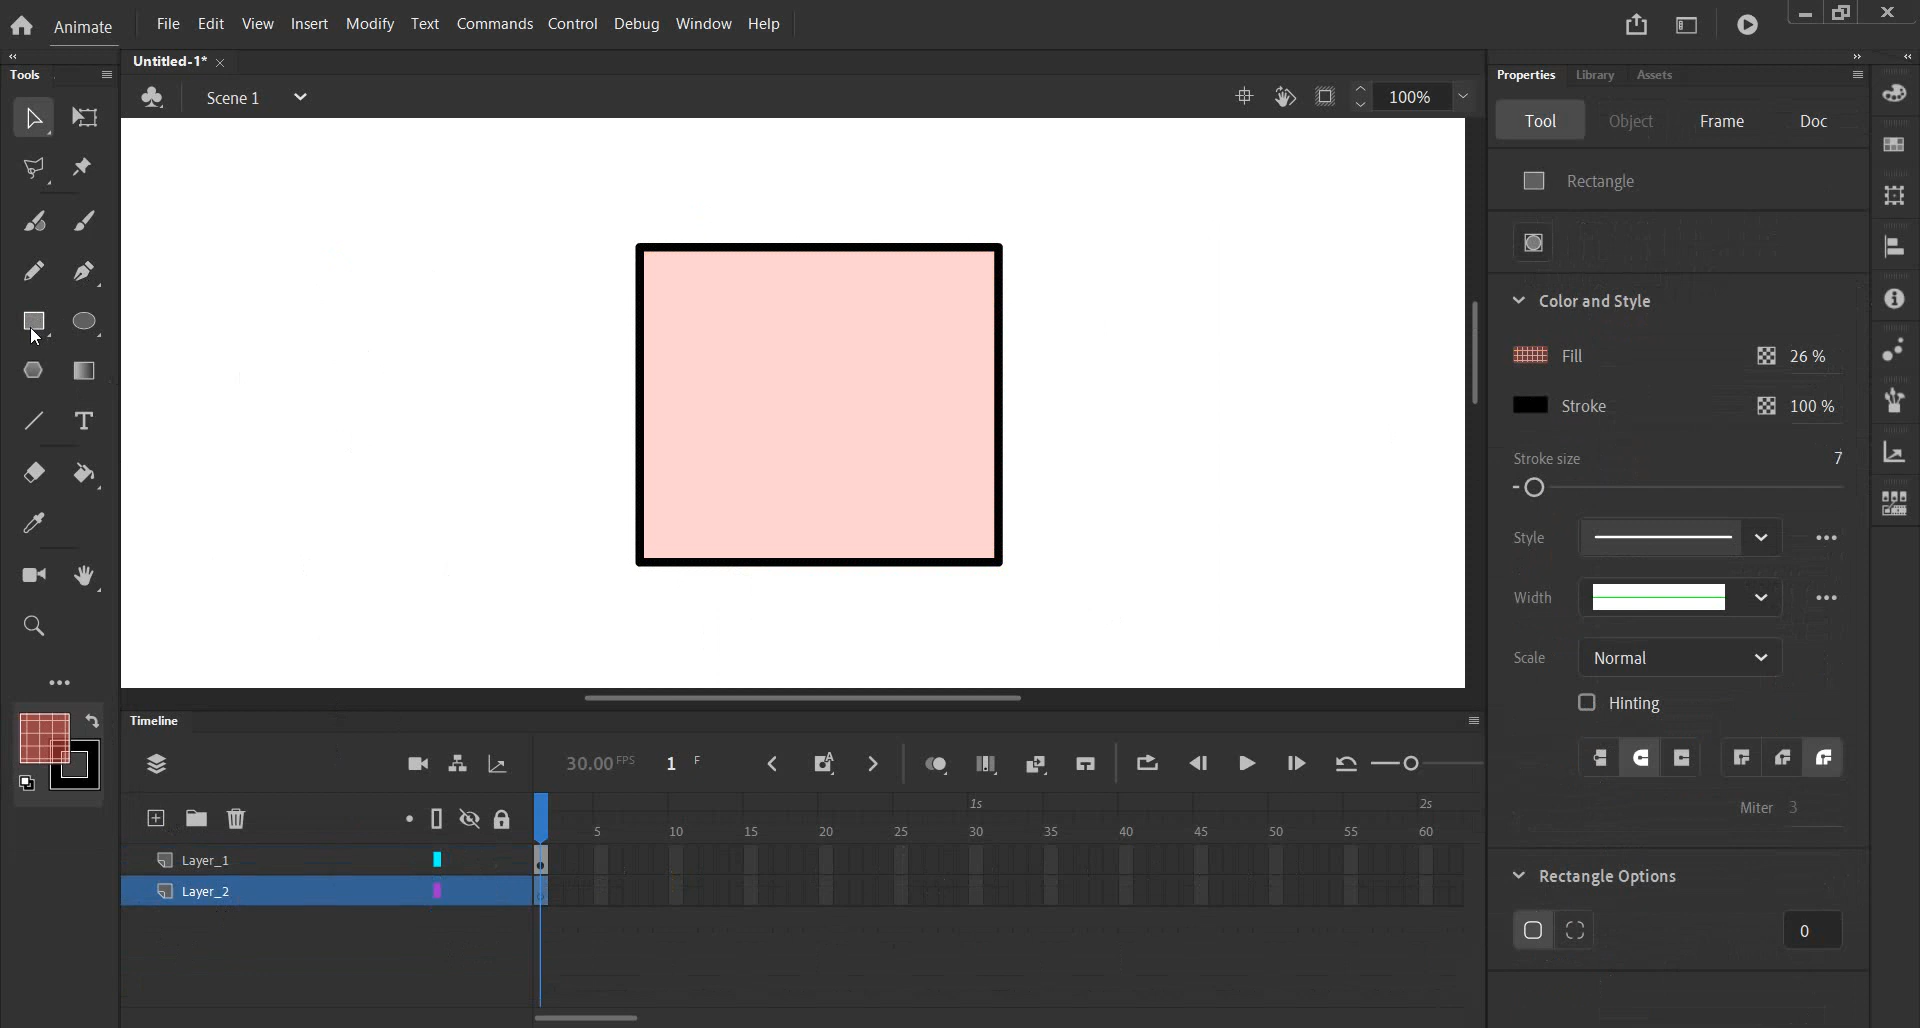 Animate File Edit View Insert Modify Text Commands Control Debug Window Help
Tools Untitled-1* Properties Library Assets
Scene 1 100%
Tool Object Frame Doc
Rectangle
Color and Style
Fill 26 %
Stroke 100 %
Stroke size 7
Style
Width
Scale Normal
Hinting
Miter 3
Rectangle Options
0
Timeline
30.00 FPS 1 F
1s 2s
5 10 15 20 25 30 35 40 45 50 55 60
Layer_1
Layer_2